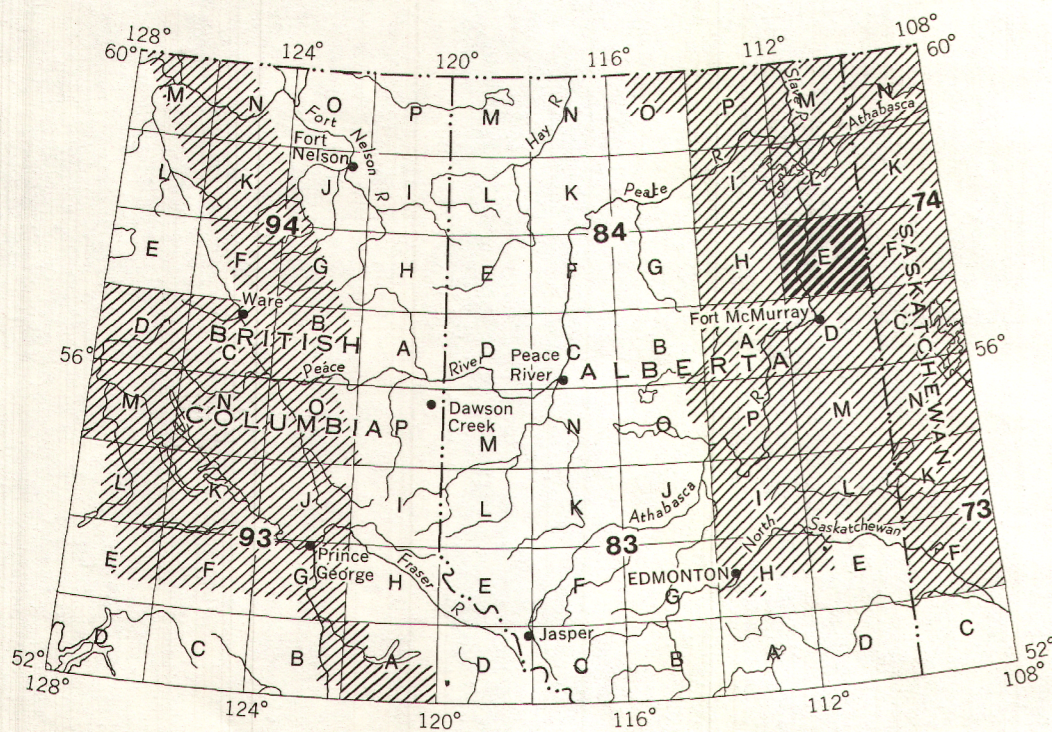 128°
124°
120°
116°
112°
108°
60°
60°
M N O P M N O P M N
Fort
Nelson
R
Hay R
Slave R
Athabasca
Fort
Nelson
L K J I L K I L K
Peace R
94 84 74
E F G H E F G H E F
Ware
Fort McMurray
SASKATCHEWAN
D C B A D C B A D C
BRITISH
ALBERTA
56°
56°
Peace River
Peace
River
M N O P M N O P M N
COLUMBIA
Dawson
Creek
R
L K J I L K J I L K
Athabasca
North Saskatchewan
93 83 73
Prince
George
Fraser R
EDMONTON
E F G H E F G H E F
Jasper
D C B A D C B A D C
52°
52°
128°
124°
120°
116°
112°
108°